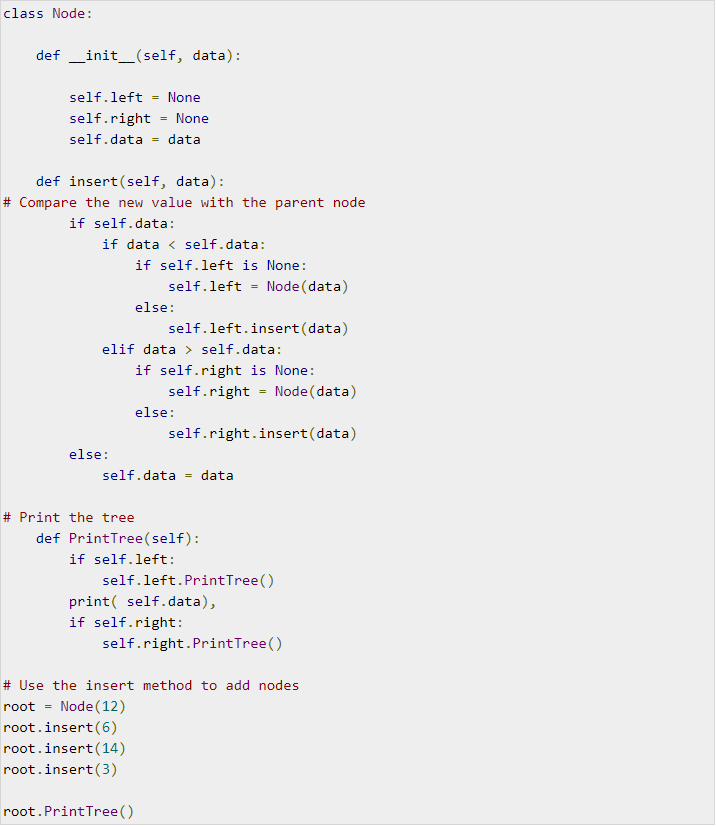 class Node:
    def __init__(self, data):
        self.left = None
        self.right = None
        self.data = data
    def insert(self, data):
# Compare the new value with the parent node
        if self.data:
            if data < self.data:
                if self.left is None:
                    self.left = Node(data)
                else:
                    self.left.insert(data)
            elif data > self.data:
                if self.right is None:
                    self.right = Node(data)
                else:
                    self.right.insert(data)
        else:
            self.data = data
# Print the tree
    def PrintTree(self):
        if self.left:
            self.left.PrintTree()
        print( self.data),
        if self.right:
            self.right.PrintTree()
# Use the insert method to add nodes
root = Node(12)
root.insert(6)
root.insert(14)
root.insert(3)
root.PrintTree()